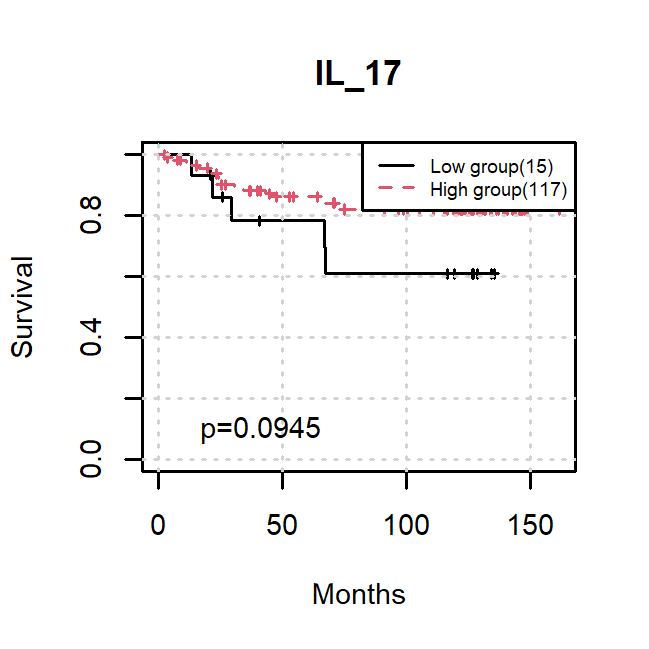 IL_17
Low group(15)
High group(117)
Survival
0.8
0.4
0.0
p=0.0945
0 50 100 150
Months